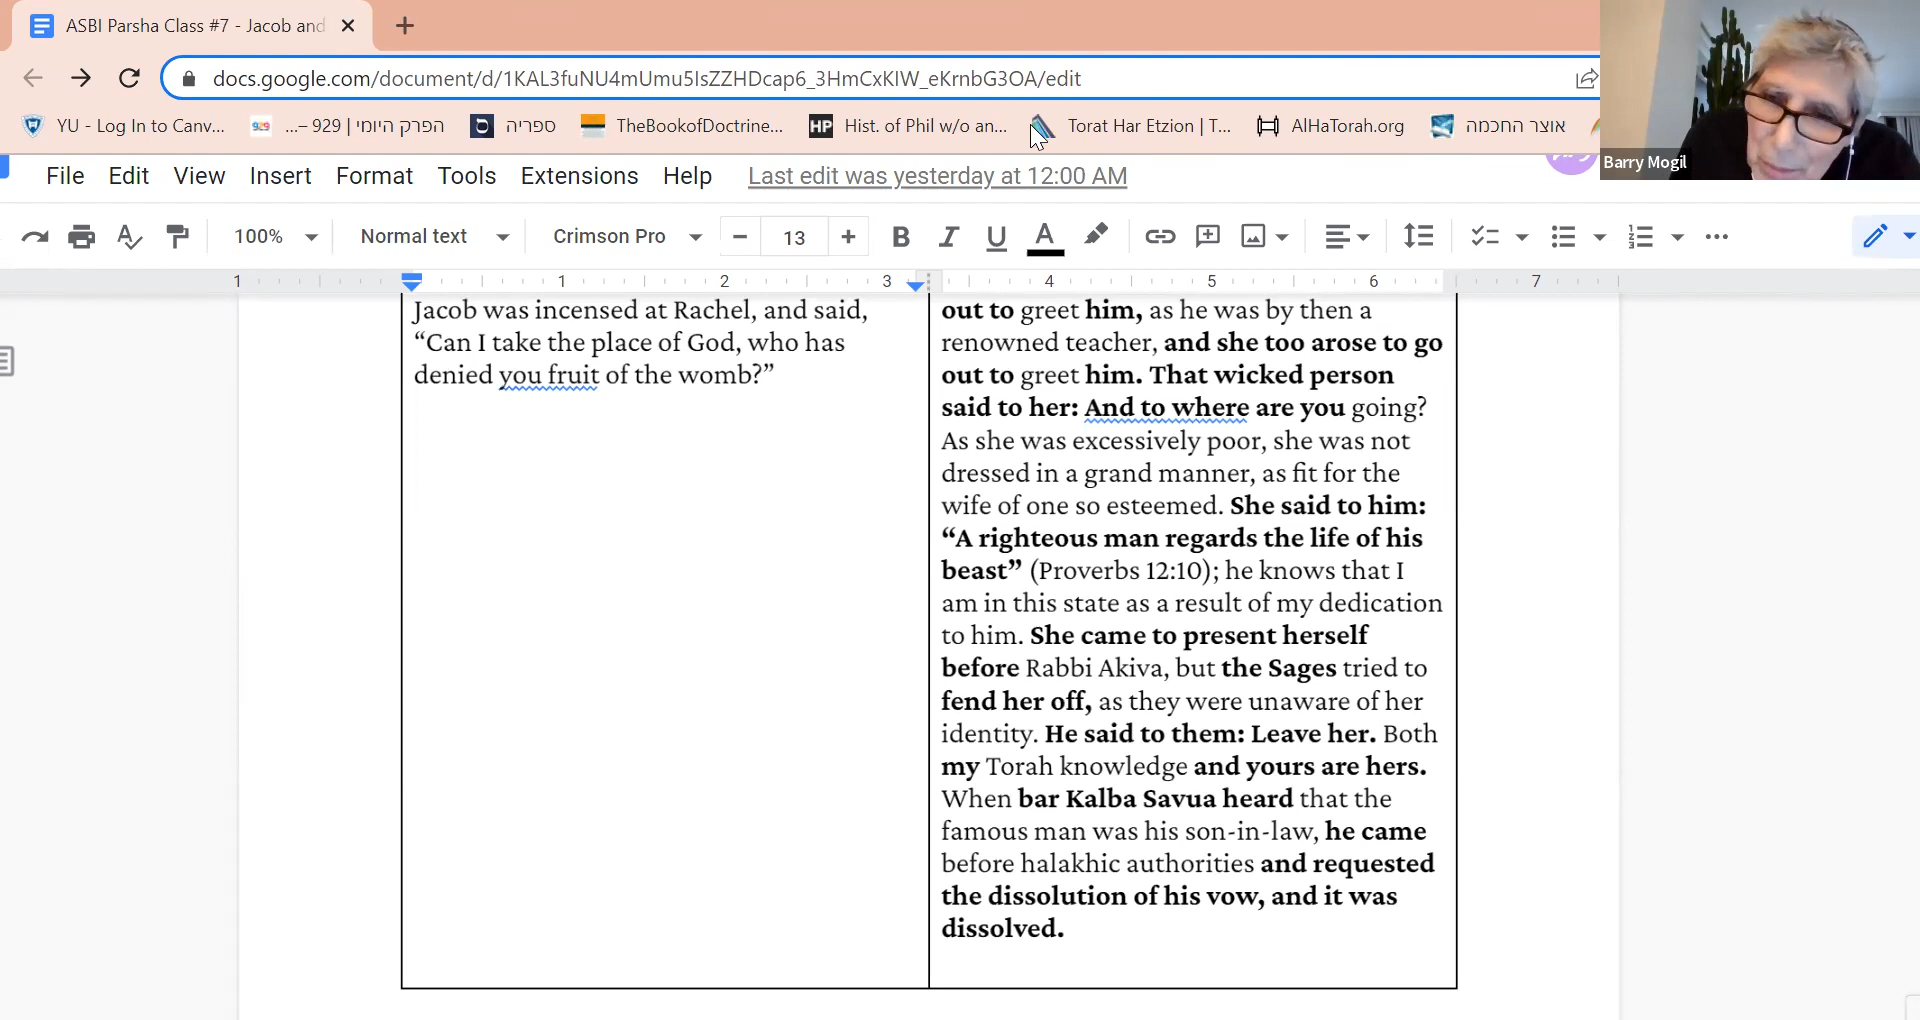 ASBI Parsha Class #7 - Jacob and
docs.google.com/document/d/1KAL3fuNU4mUmu5IsZZHDcap6_3HmCxKIW_eKrnbG3OA/edit
YU - Log In to Canv...
929
הפרק היומי | 929 –...
ספריה
TheBookofDoctrine...
HP
Hist. of Phil w/o an...
Torat Har Etzion | T...
AlHaTorah.org
אוצר החכמה
Barry Mogil
File Edit View Insert Format Tools Extensions Help Last edit was yesterday at 12:00 AM
100% Normal text Crimson Pro 13 B I U A
1 1 2 3 4 5 6 7
Jacob was incensed at Rachel, and said,
“Can I take the place of God, who has
denied you fruit of the womb?”
out to greet him, as he was by then a
renowned teacher, and she too arose to go
out to greet him. That wicked person
said to her: And to where are you going?
As she was excessively poor, she was not
dressed in a grand manner, as fit for the
wife of one so esteemed. She said to him:
“A righteous man regards the life of his
beast” (Proverbs 12:10); he knows that I
am in this state as a result of my dedication
to him. She came to present herself
before Rabbi Akiva, but the Sages tried to
fend her off, as they were unaware of her
identity. He said to them: Leave her. Both
my Torah knowledge and yours are hers.
When bar Kalba Savua heard that the
famous man was his son-in-law, he came
before halakhic authorities and requested
the dissolution of his vow, and it was
dissolved.